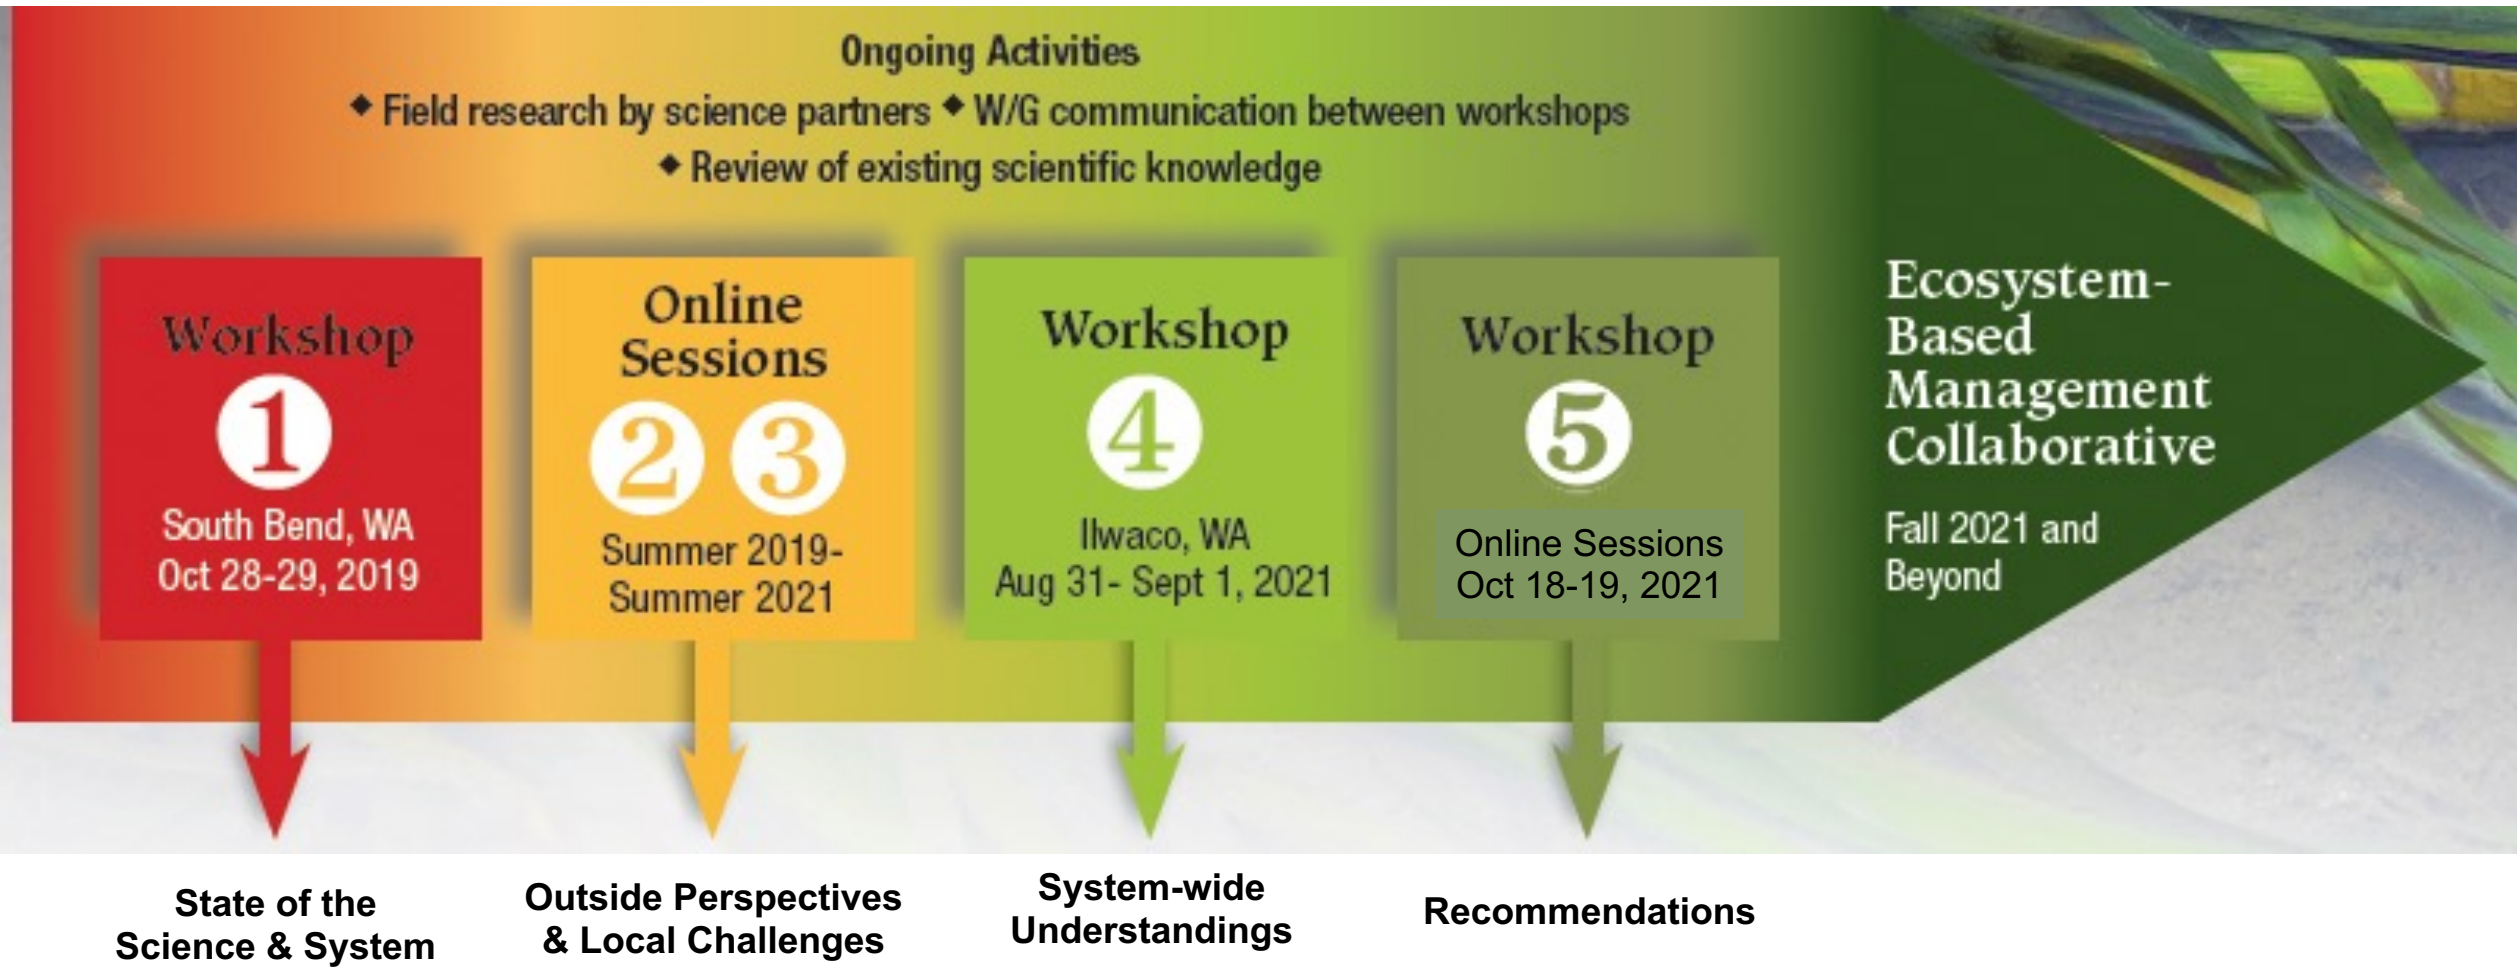 Ongoing Activities
◆ Field research by science partners ◆ W/G communication between workshops
◆ Review of existing scientific knowledge
Workshop
1
South Bend, WA
Oct 28-29, 2019
Online
Sessions
2 3
Summer 2019-
Summer 2021
Workshop
4
Ilwaco, WA
Aug 31- Sept 1, 2021
Workshop
5
Online Sessions
Oct 18-19, 2021
Ecosystem-
Based
Management
Collaborative
Fall 2021 and
Beyond
State of the
Science & System
Outside Perspectives
& Local Challenges
System-wide
Understandings
Recommendations